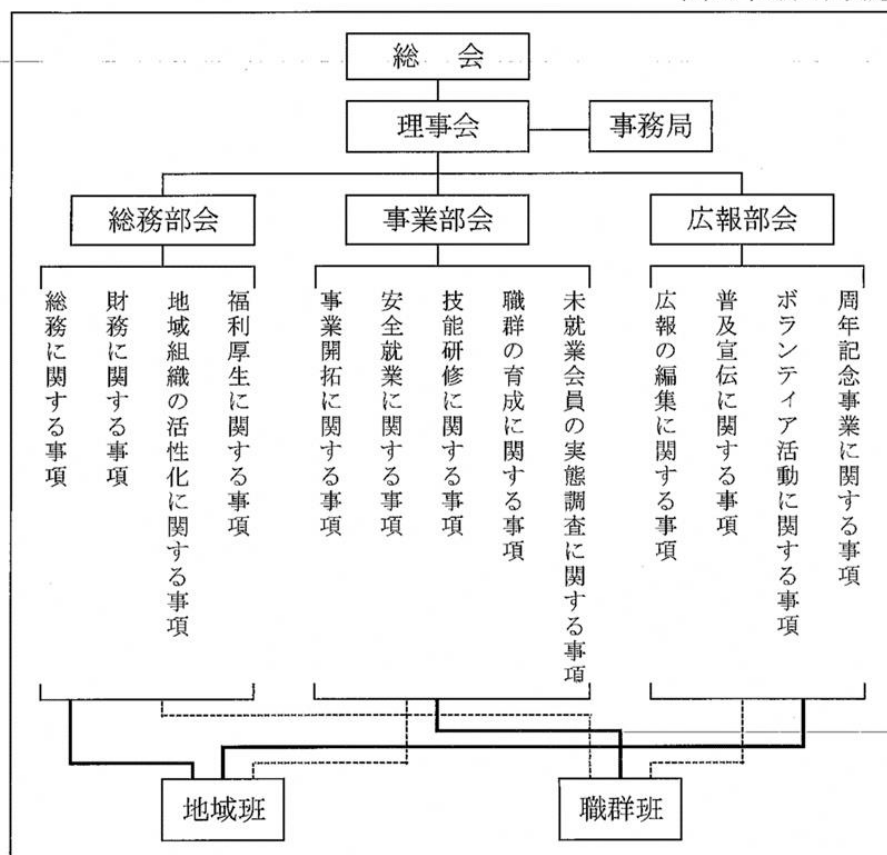 総 会
理事会
事務局
総務部会
事業部会
広報部会
総務に関する事項
財務に関する事項
地域組織の活性化に関する事項
福利厚生に関する事項
事業開拓に関する事項
安全就業に関する事項
技能研修に関する事項
職群の育成に関する事項
未就業会員の実態調査に関する事項
広報の編集に関する事項
普及宣伝に関する事項
ボランティア活動に関する事項
周年記念事業に関する事項
地域班
職群班